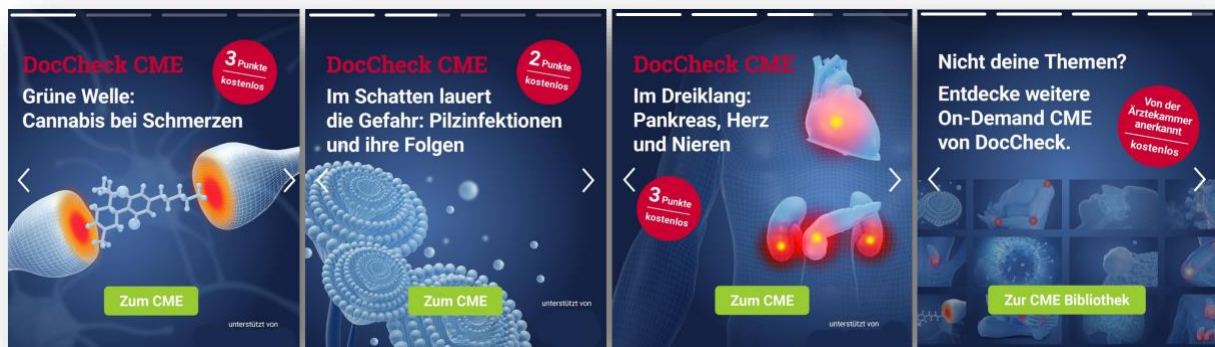 DocCheck CME
3 Punkte
kostenlos
Grüne Welle:
Cannabis bei Schmerzen
Zum CME
unterstützt von
DocCheck CME
2 Punkte
kostenlos
Im Schatten lauert
die Gefahr: Pilzinfektionen
und ihre Folgen
Zum CME
unterstützt von
DocCheck CME
Im Dreiklang:
Pankreas, Herz
und Nieren
3 Punkte
kostenlos
Zum CME
unterstützt von
Nicht deine Themen?
Entdecke weitere
On-Demand CME
von DocCheck.
Von der
Ärztekammer
anerkannt
kostenlos
Zur CME Bibliothek